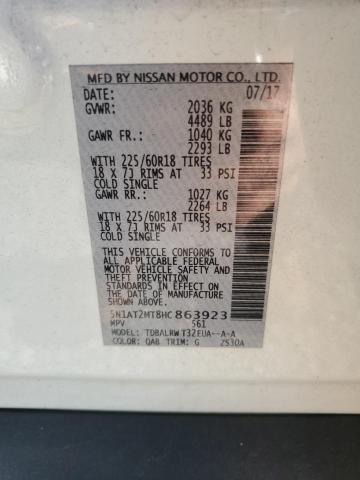 MFD BY NISSAN MOTOR CO., LTD.
DATE: 07/17
GVWR: 2036 KG
4489 LB
GAWR FR.: 1040 KG
2293 LB
WITH 225/60R18 TIRES
18 X 7J RIMS AT 33 PSI
COLD SINGLE
GAWR RR.: 1027 KG
2264 LB
WITH 225/60R18 TIRES
18 X 7J RIMS AT 33 PSI
COLD SINGLE
THIS VEHICLE CONFORMS TO
ALL APPLICABLE FEDERAL
MOTOR VEHICLE SAFETY AND
THEFT PREVENTION
STANDARDS IN EFFECT ON
THE DATE OF MANUFACTURE
SHOWN ABOVE.
5N1AT2MT8HC863923
MPV 561
MODEL: TDBALRWT32EUA--A-A
COLOR: QAB TRIM: G 2530A